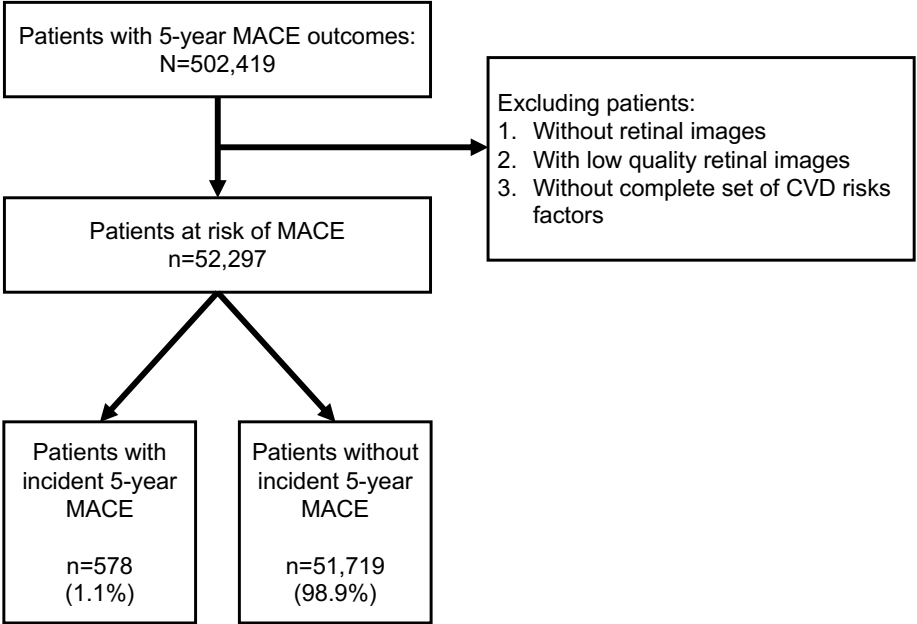 Patients with 5-year MACE outcomes:
N=502,419
Excluding patients:
1. Without retinal images
2. With low quality retinal images
3. Without complete set of CVD risks
factors
Patients at risk of MACE
n=52,297
Patients with
incident 5-year
MACE
n=578
(1.1%)
Patients without
incident 5-year
MACE
n=51,719
(98.9%)